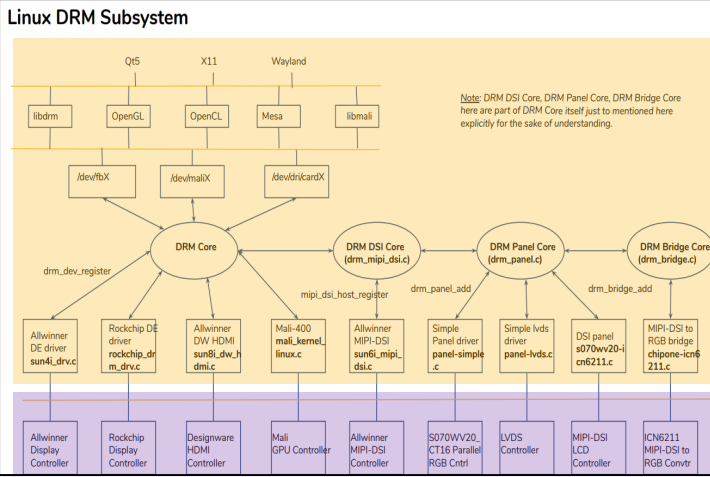 Linux DRM Subsystem
Qt5
X11
Wayland
Note: DRM DSI Core, DRM Panel Core, DRM Bridge Core
here are part of DRM Core itself just to mentioned here
explicitly for the sake of understanding.
libdrm
OpenGL
OpenCL
Mesa
libmali
/dev/fbX
/dev/maliX
/dev/dri/cardX
DRM Core
DRM DSI Core
(drm_mipi_dsi.c)
DRM Panel Core
(drm_panel.c)
DRM Bridge Core
(drm_bridge.c)
drm_dev_register
mipi_dsi_host_register
drm_panel_add
drm_bridge_add
Allwinner
DE driver
sun4i_drv.c
Rockchip DE
driver
rockchip_dr
m_drv.c
Allwinner
DW HDMI
sun8i_dw_h
dmi.c
Mali-400
mali_kernel_
linux.c
Allwinner
MIPI-DSI
sun6i_mipi_
dsi.c
Simple
Panel driver
panel-simple
.c
Simple lvds
driver
panel-lvds.c
DSI panel
s070wv20-i
cn6211.c
MIPI-DSI to
RGB bridge
chipone-icn6
211.c
Allwinner
Display
Controller
Rockchip
Display
Controller
Designware
HDMI
Controller
Mali
GPU Controller
Allwinner
MIPI-DSI
Controller
S070WV20_
CT16 Parallel
RGB Cntrl
LVDS
Controller
MIPI-DSI
LCD
Controller
ICN6211
MIPI-DSI to
RGB Convtr